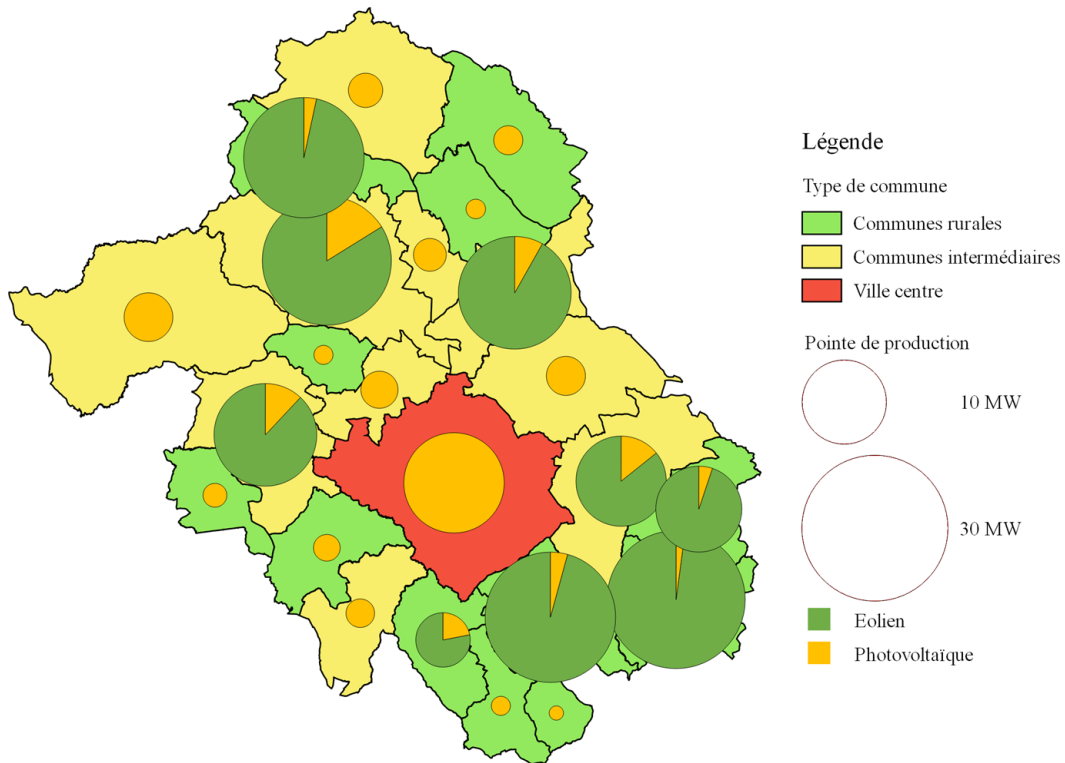 Légende
Type de commune
Communes rurales
Communes intermédiaires
Ville centre
Pointe de production
10 MW
30 MW
Eolien
Photovoltaïque